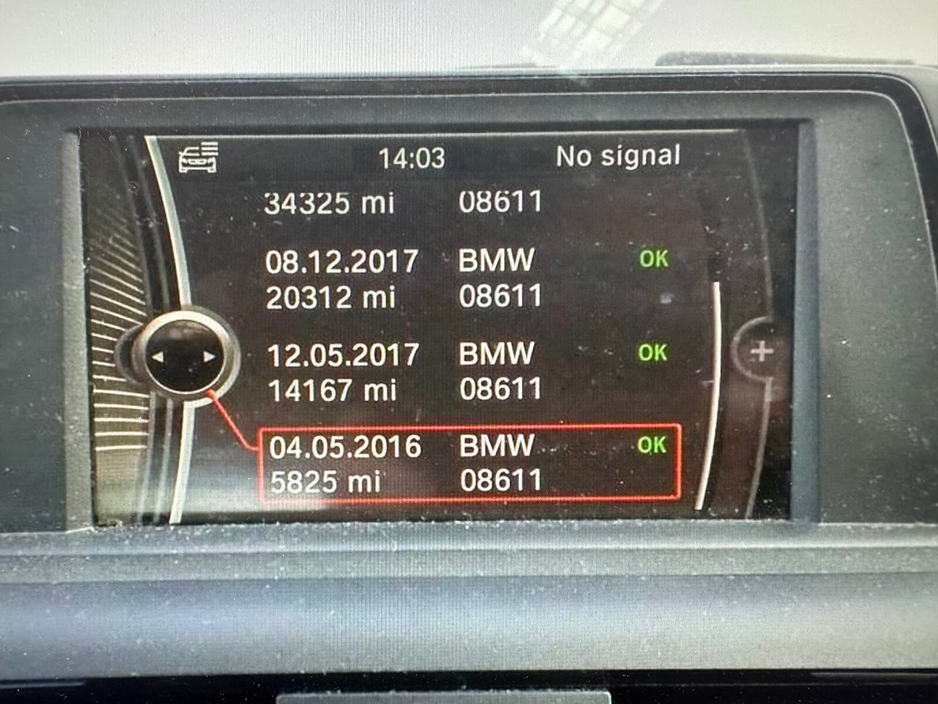 14:03 No signal
34325 mi 08611
08.12.2017 BMW OK
20312 mi 08611
12.05.2017 BMW OK
14167 mi 08611
04.05.2016 BMW OK
5825 mi 08611